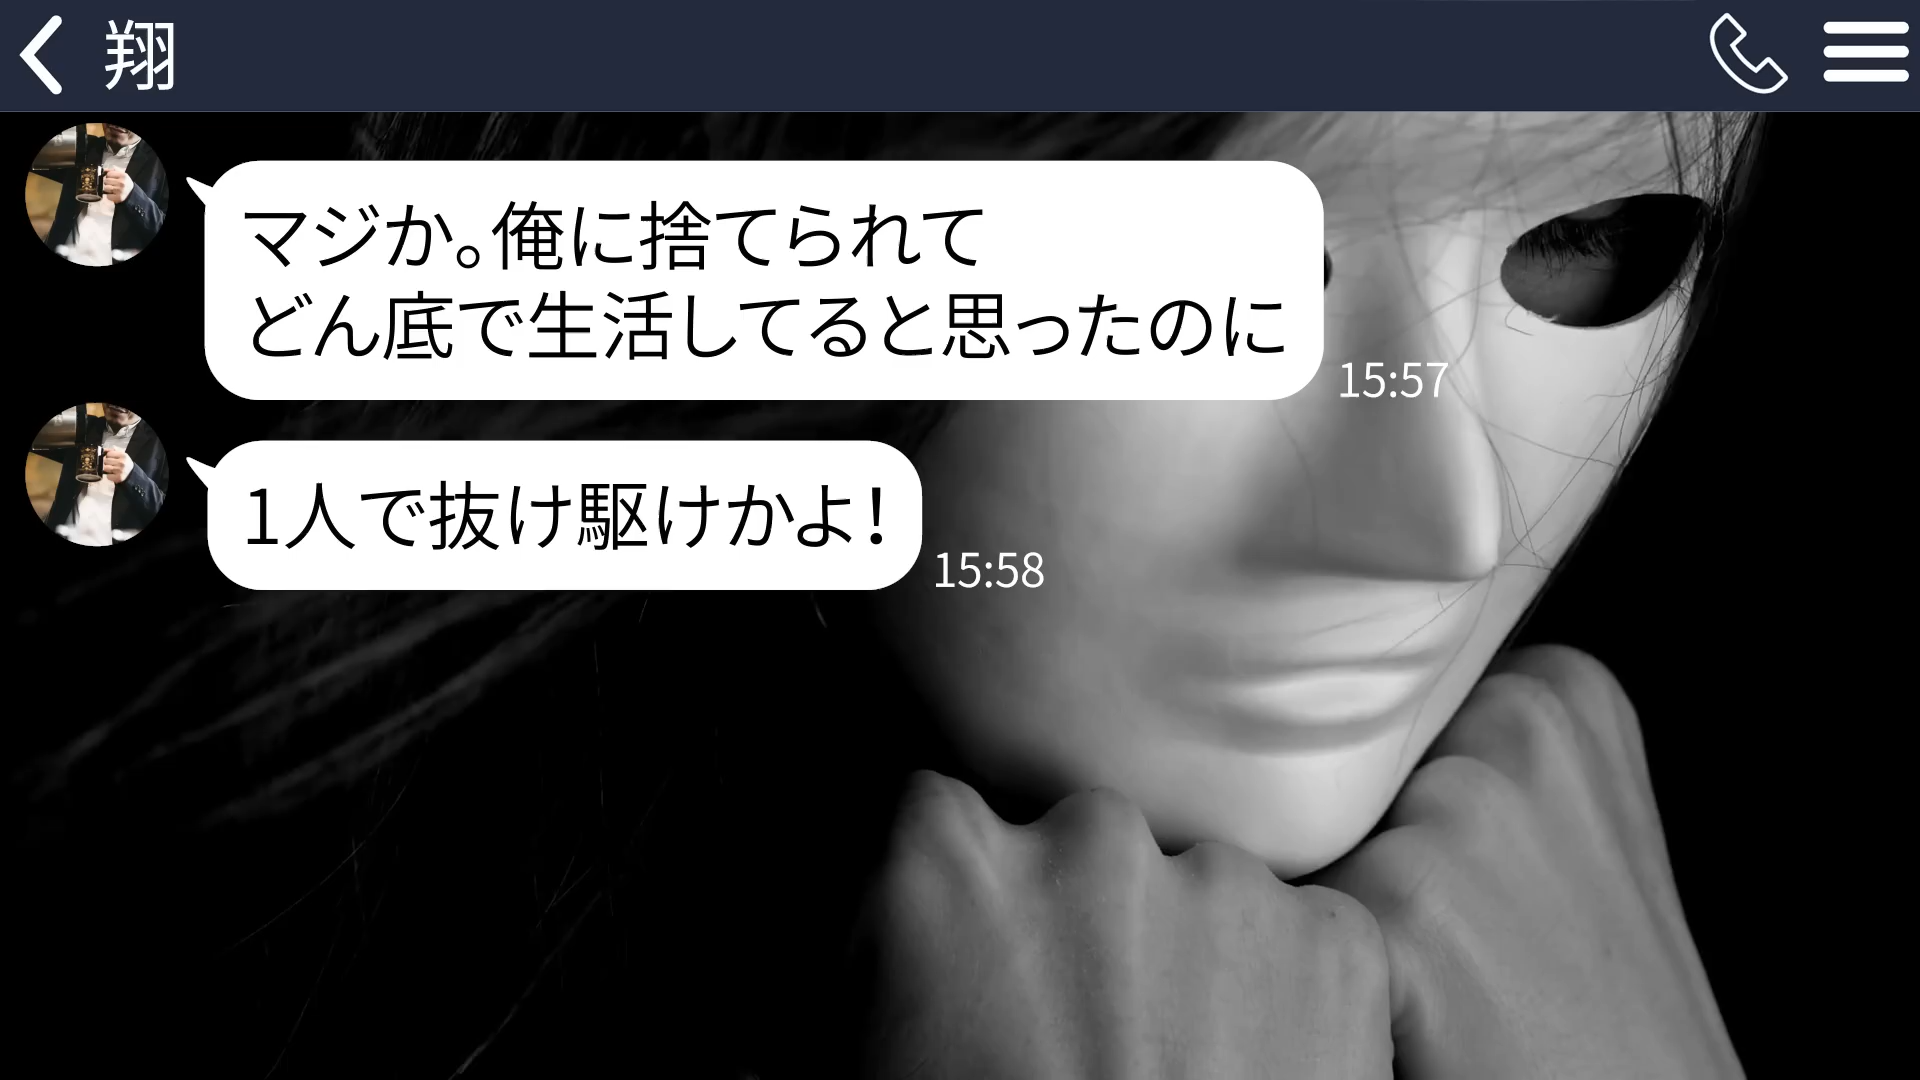 翔
マジか。俺に捨てられて
どん底で生活してると思ったのに
15:57
1人で抜け駆けかよ!
15:58